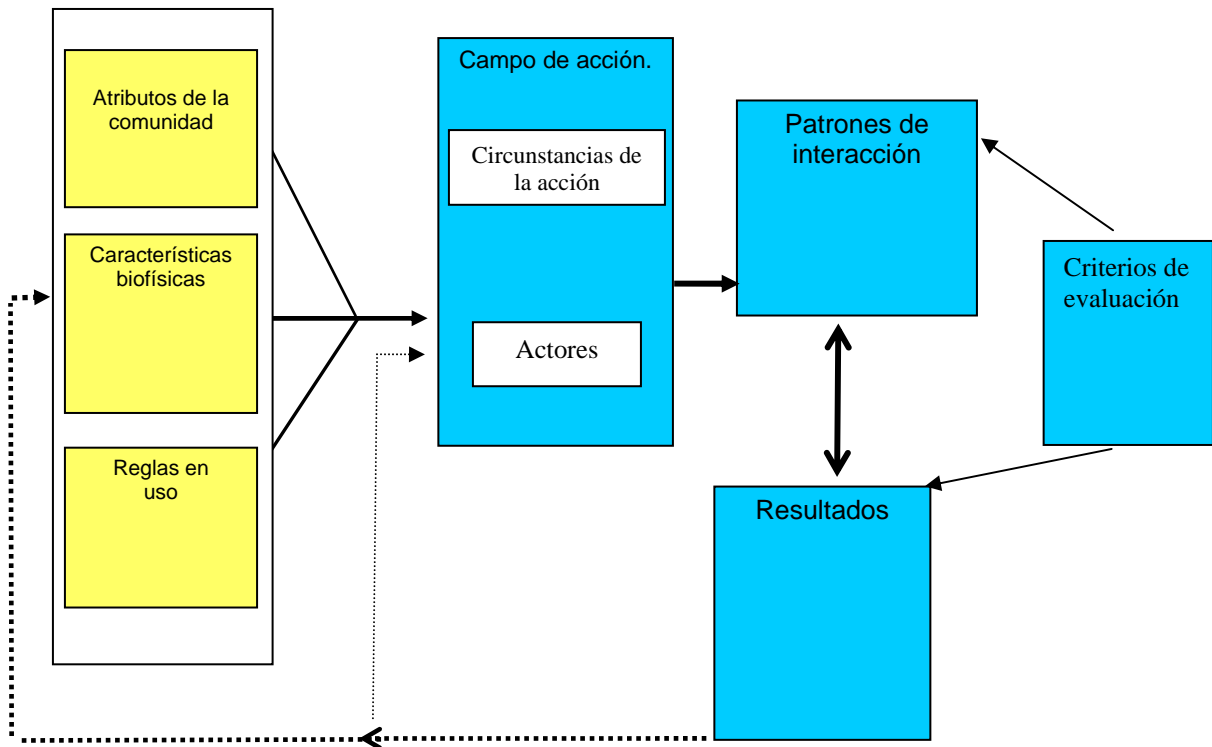 Atributos de la
comunidad
Características
biofísicas
Reglas en
uso
Campo de acción.
Circunstancias de
la acción
Actores
Patrones de
interacción
Resultados
Criterios de
evaluación